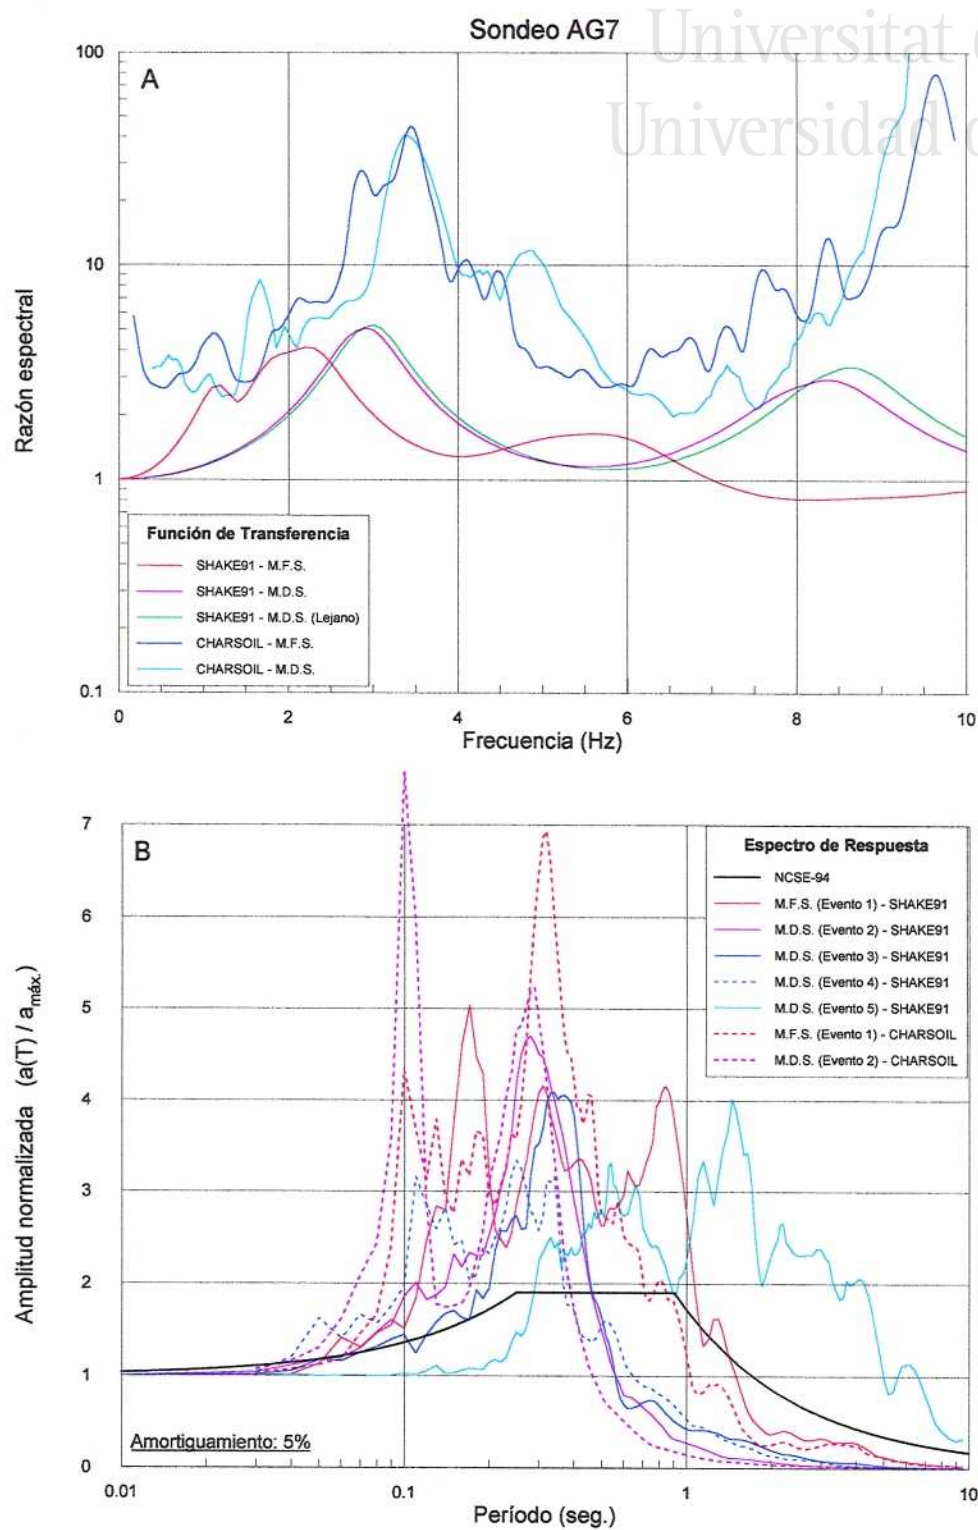 Sondeo AG7
Universitat
Universidad
A
100
10
1
0.1
Razón espectral
Función de Transferencia
SHAKE91 - M.F.S.
SHAKE91 - M.D.S.
SHAKE91 - M.D.S. (Lejano)
CHARSOIL - M.F.S.
CHARSOIL - M.D.S.
0 2 4 6 8 10
Frecuencia (Hz)
B
7
6
5
4
3
2
1
0
Amplitud normalizada (a(T) / amáx.)
Espectro de Respuesta
NCSE-94
M.F.S. (Evento 1) - SHAKE91
M.D.S. (Evento 2) - SHAKE91
M.D.S. (Evento 3) - SHAKE91
M.D.S. (Evento 4) - SHAKE91
M.D.S. (Evento 5) - SHAKE91
M.F.S. (Evento 1) - CHARSOIL
M.D.S. (Evento 2) - CHARSOIL
Amortiguamiento: 5%
0.01 0.1 1 10
Período (seg.)